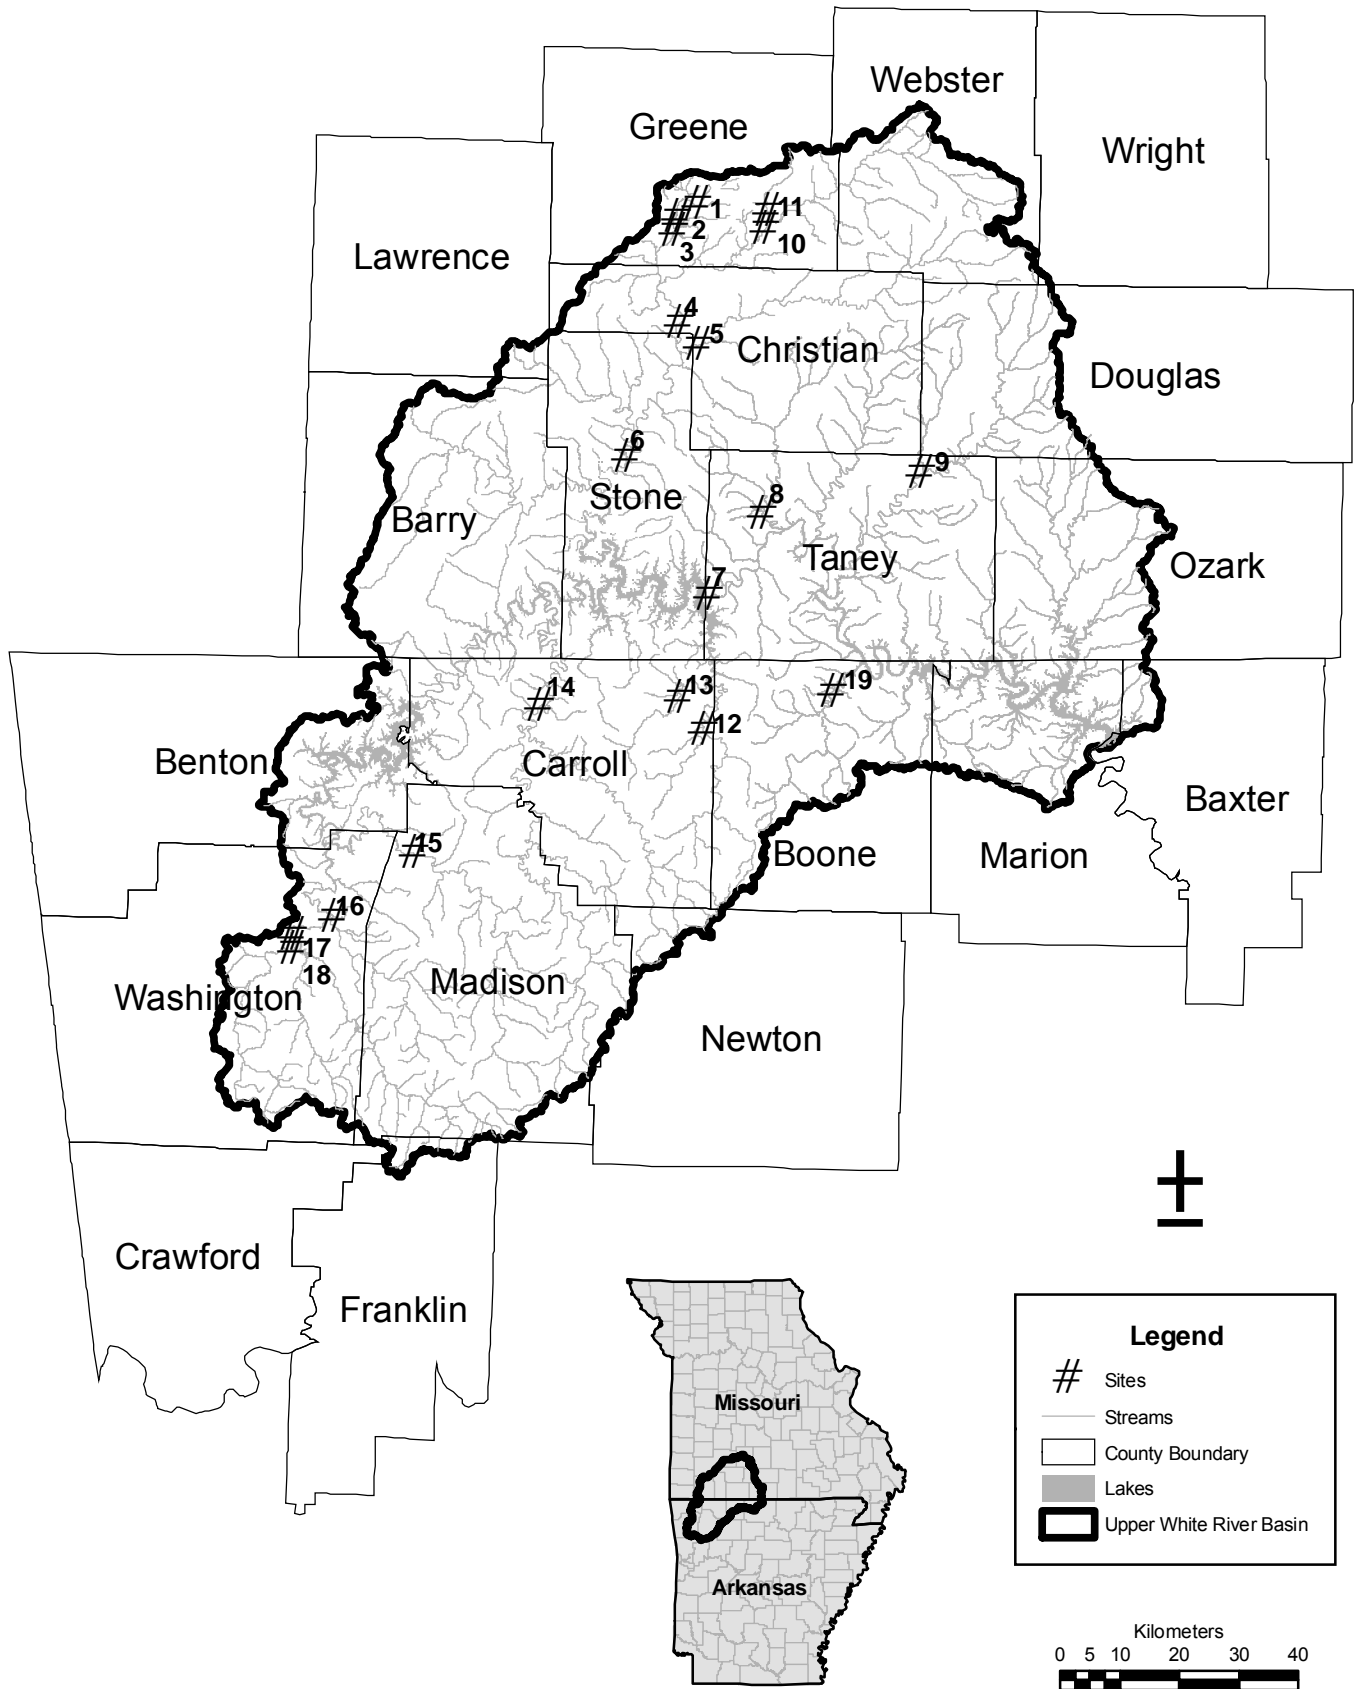 Webster
Greene
Wright
Lawrence
1
11
2
10
3
4
5
Christian
Douglas
6
9
Stone
8
Barry
Taney
Ozark
7
14
13
19
12
Benton
Carroll
Baxter
15
Boone
Marion
16
17
18
Madison
Washington
Newton
Crawford
Franklin
Missouri
Arkansas
Legend
# Sites
Streams
County Boundary
Lakes
Upper White River Basin
Kilometers
0 5 10 20 30 40